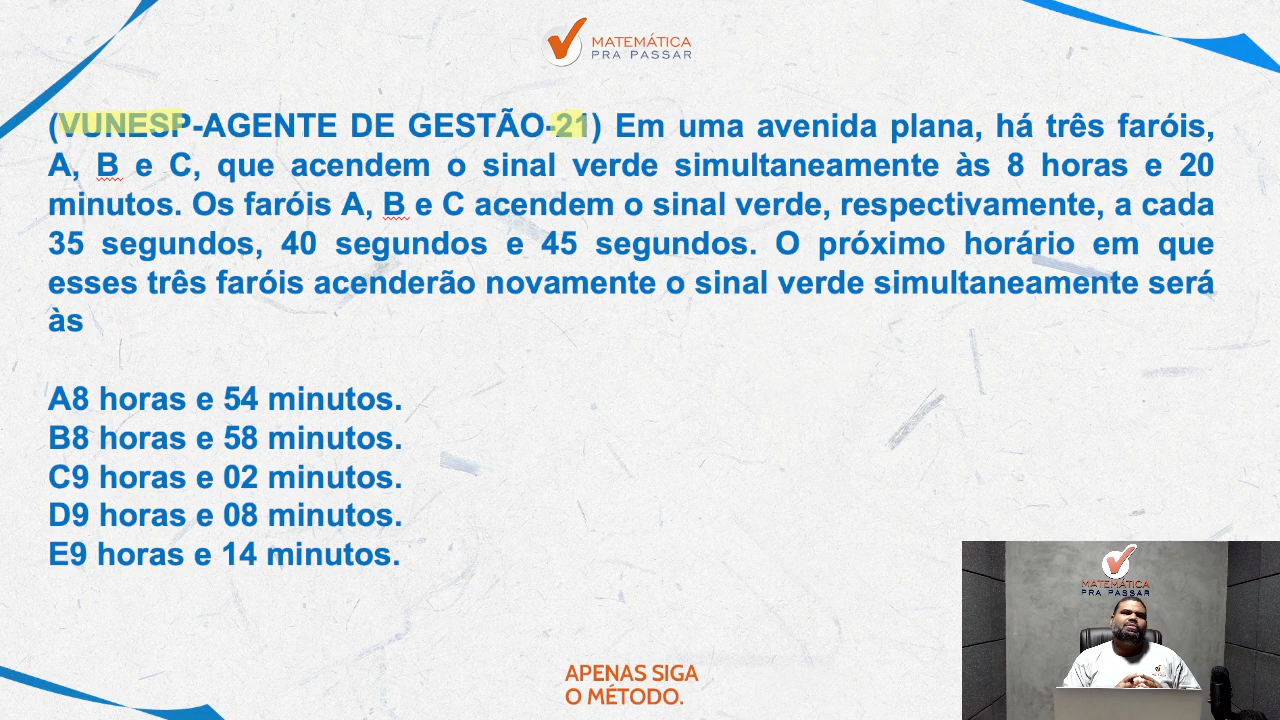 MATEMÁTICA
PRA PASSAR
(VUNESP-AGENTE DE GESTÃO-21) Em uma avenida plana, há três faróis,
A, B e C, que acendem o sinal verde simultaneamente às 8 horas e 20
minutos. Os faróis A, B e C acendem o sinal verde, respectivamente, a cada
35 segundos, 40 segundos e 45 segundos. O próximo horário em que
esses três faróis acenderão novamente o sinal verde simultaneamente será
às
A8 horas e 54 minutos.
B8 horas e 58 minutos.
C9 horas e 02 minutos.
D9 horas e 08 minutos.
E9 horas e 14 minutos.
MATEMÁTICA
PRA PASSAR
APENAS SIGA
O MÉTODO.